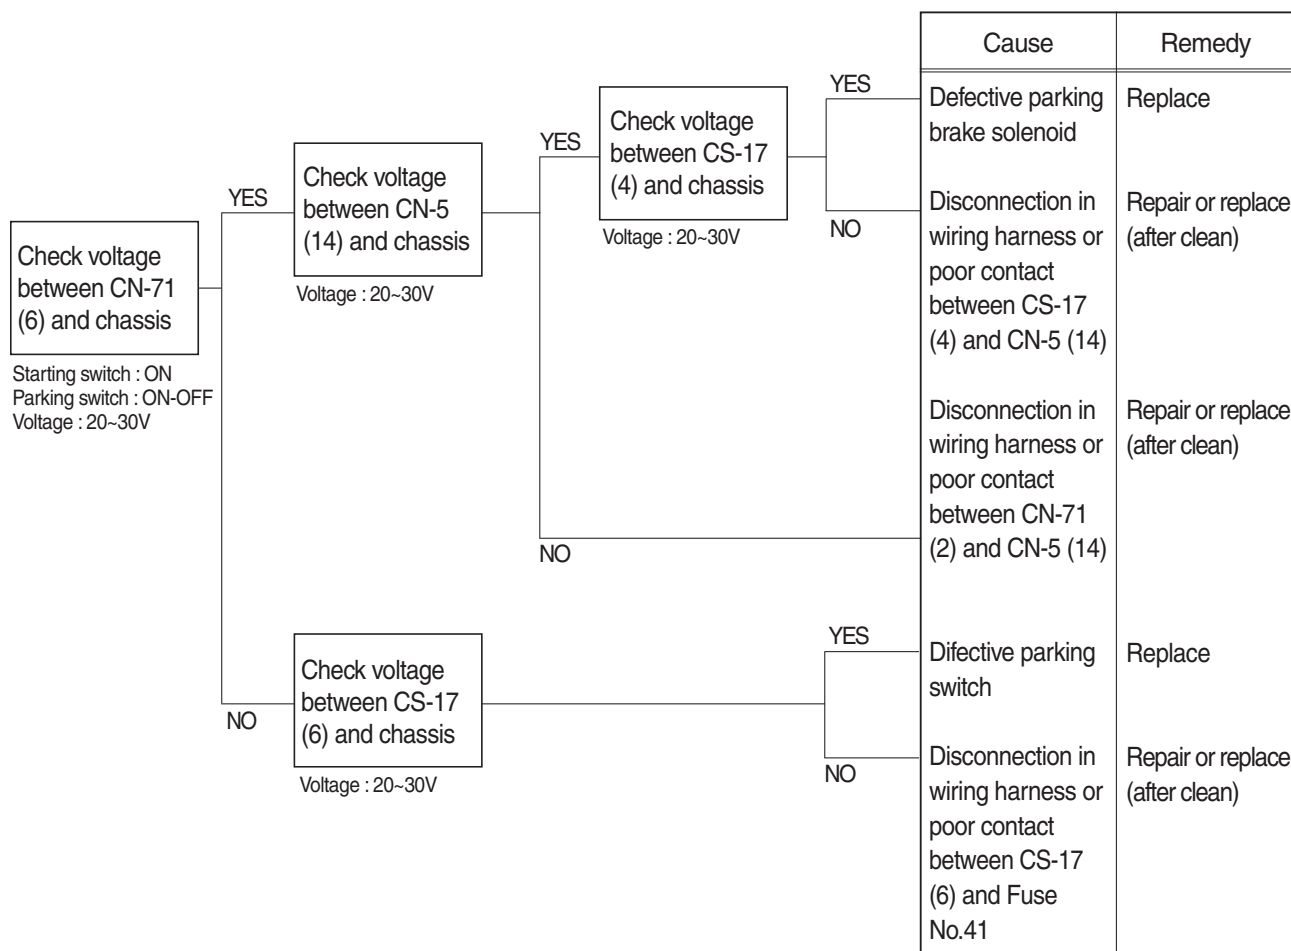 Cause
Remedy
YES
Defective parking
brake solenoid
Replace
Check voltage
between CS-17
(4) and chassis
Voltage : 20~30V
YES
NO
Disconnection in
wiring harness or
poor contact
between CS-17
(4) and CN-5 (14)
Repair or replace
(after clean)
Check voltage
between CN-5
(14) and chassis
Voltage : 20~30V
YES
Check voltage
between CN-71
(6) and chassis
Starting switch : ON
Parking switch : ON-OFF
Voltage : 20~30V
Disconnection in
wiring harness or
poor contact
between CN-71
(2) and CN-5 (14)
Repair or replace
(after clean)
NO
YES
Difective parking
switch
Replace
Check voltage
between CS-17
(6) and chassis
Voltage : 20~30V
NO
NO
Disconnection in
wiring harness or
poor contact
between CS-17
(6) and Fuse
No.41
Repair or replace
(after clean)